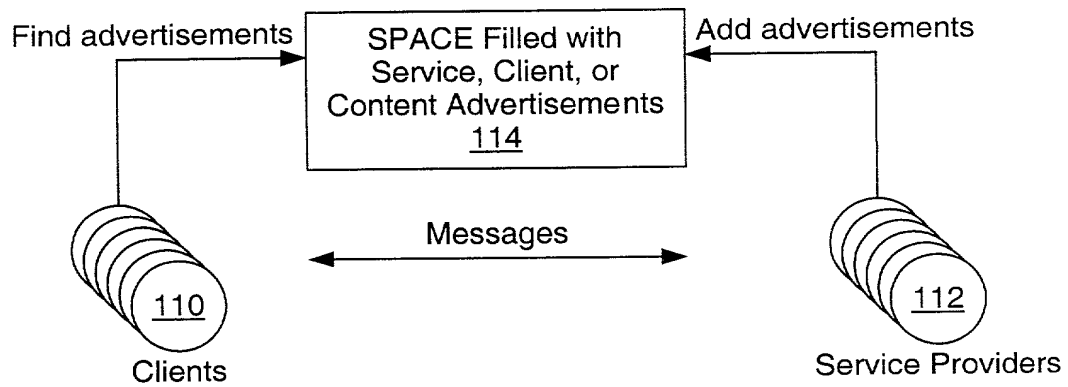 Find advertisements
SPACE Filled with
Service, Client, or
Content Advertisements
114
Add advertisements
Messages
110
Clients
112
Service Providers